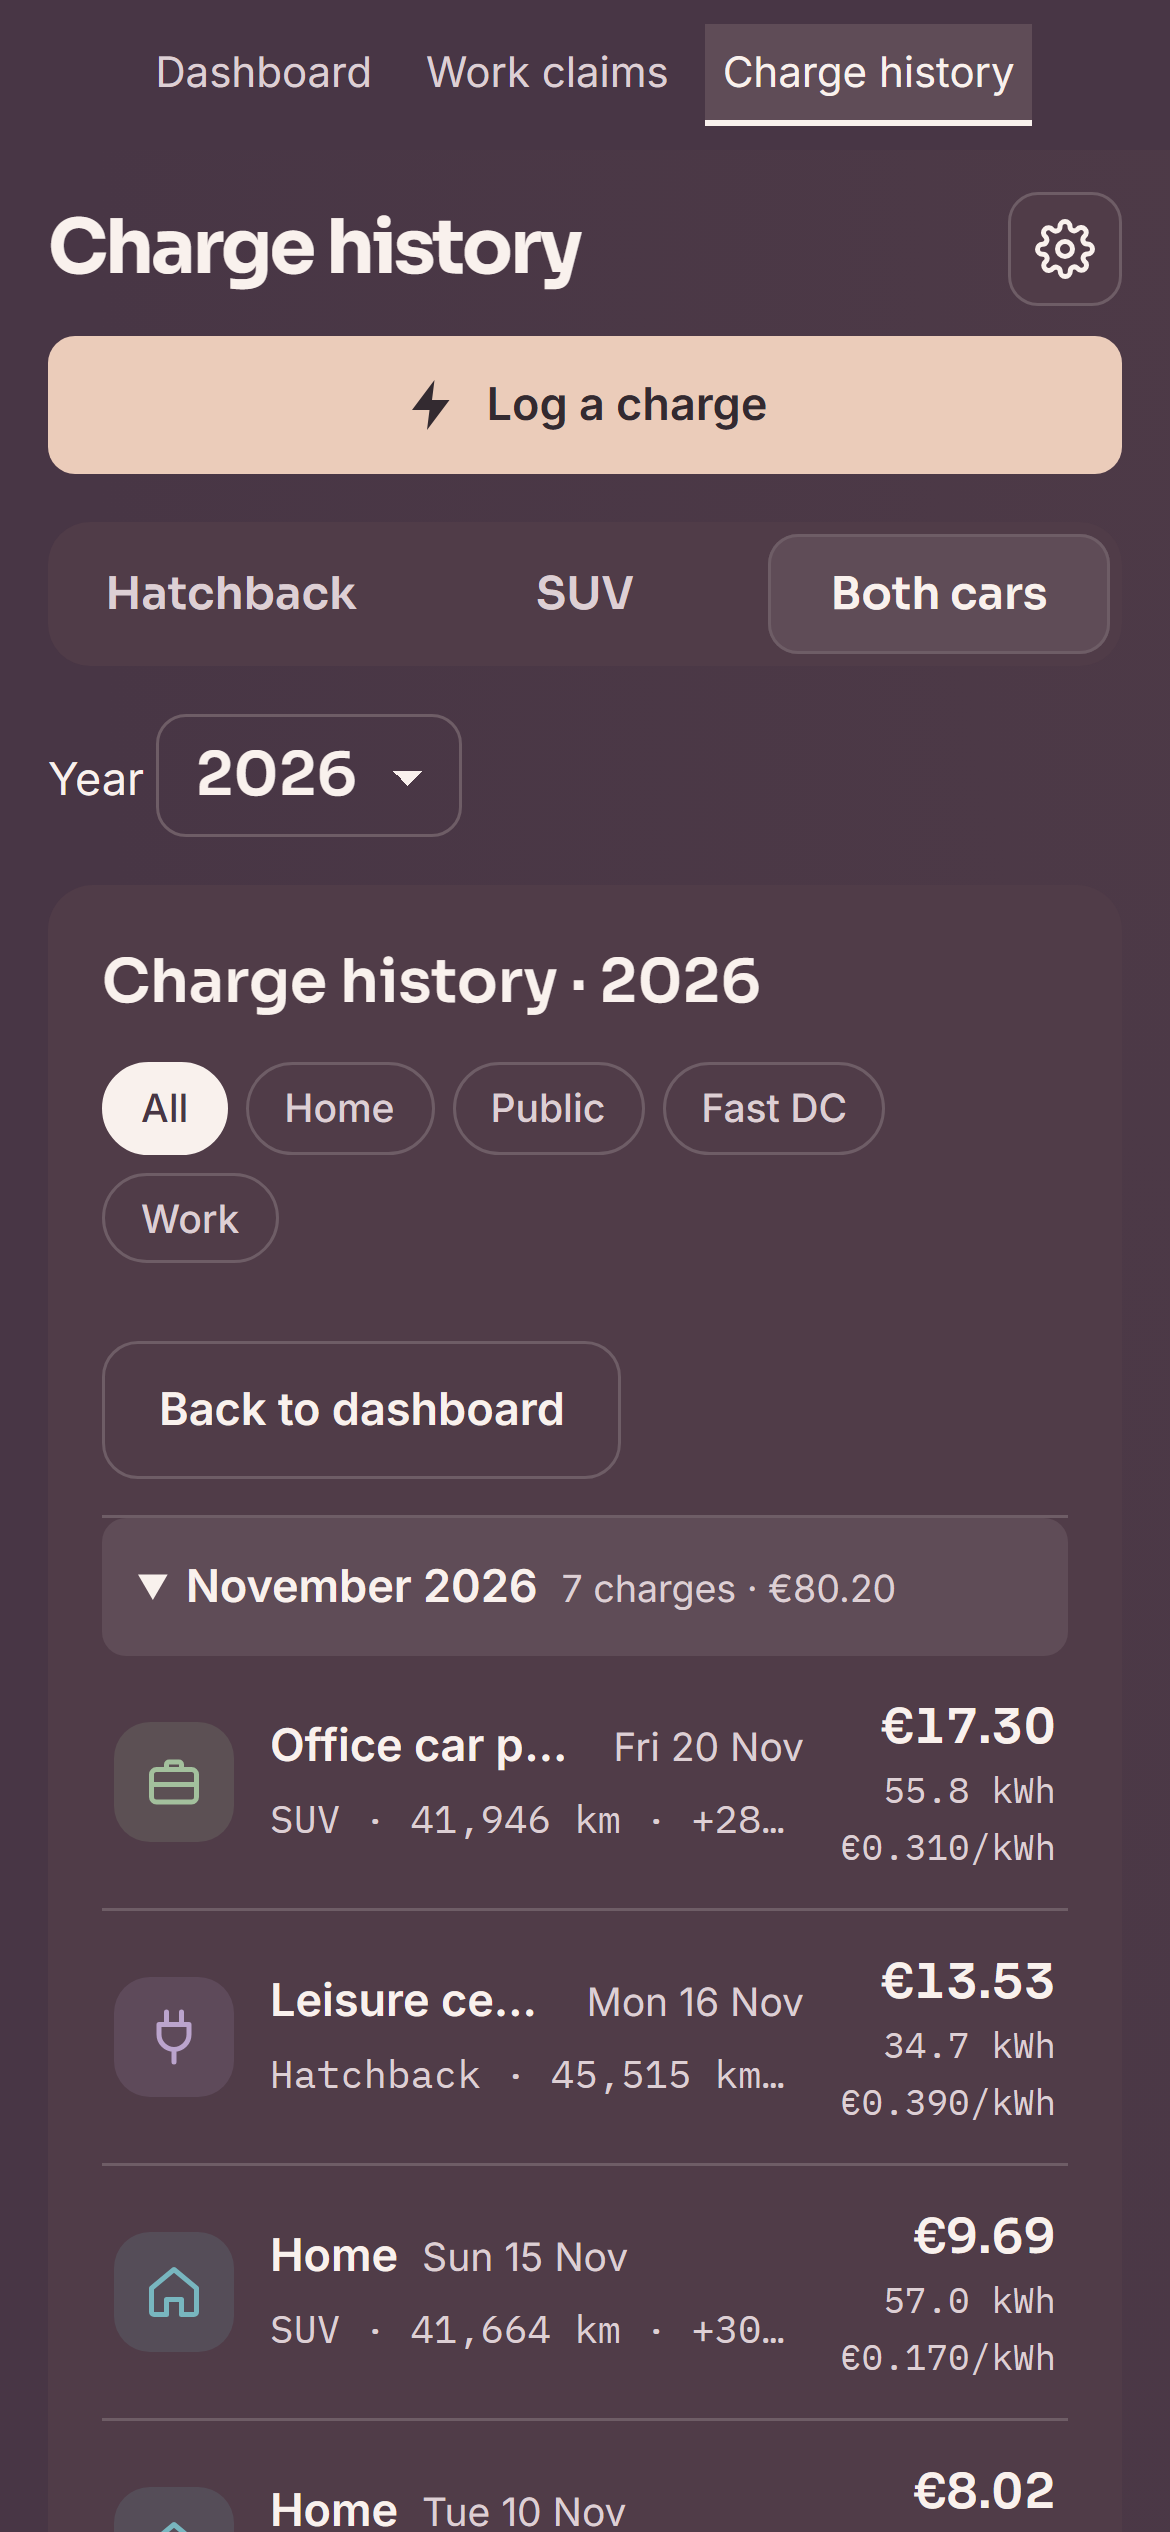 Dashboard Work claims Charge history
Charge history
Log a charge
Hatchback SUV Both cars
Year 2026
Charge history · 2026
All Home Public Fast DC
Work
Back to dashboard
November 2026 7 charges · €80.20
Office car p… Fri 20 Nov €17.30
55.8 kWh
SUV · 41,946 km · +28…
€0.310/kWh
Leisure ce… Mon 16 Nov €13.53
34.7 kWh
Hatchback · 45,515 km…
€0.390/kWh
Home Sun 15 Nov €9.69
57.0 kWh
SUV · 41,664 km · +30…
€0.170/kWh
Home Tue 10 Nov €8.02